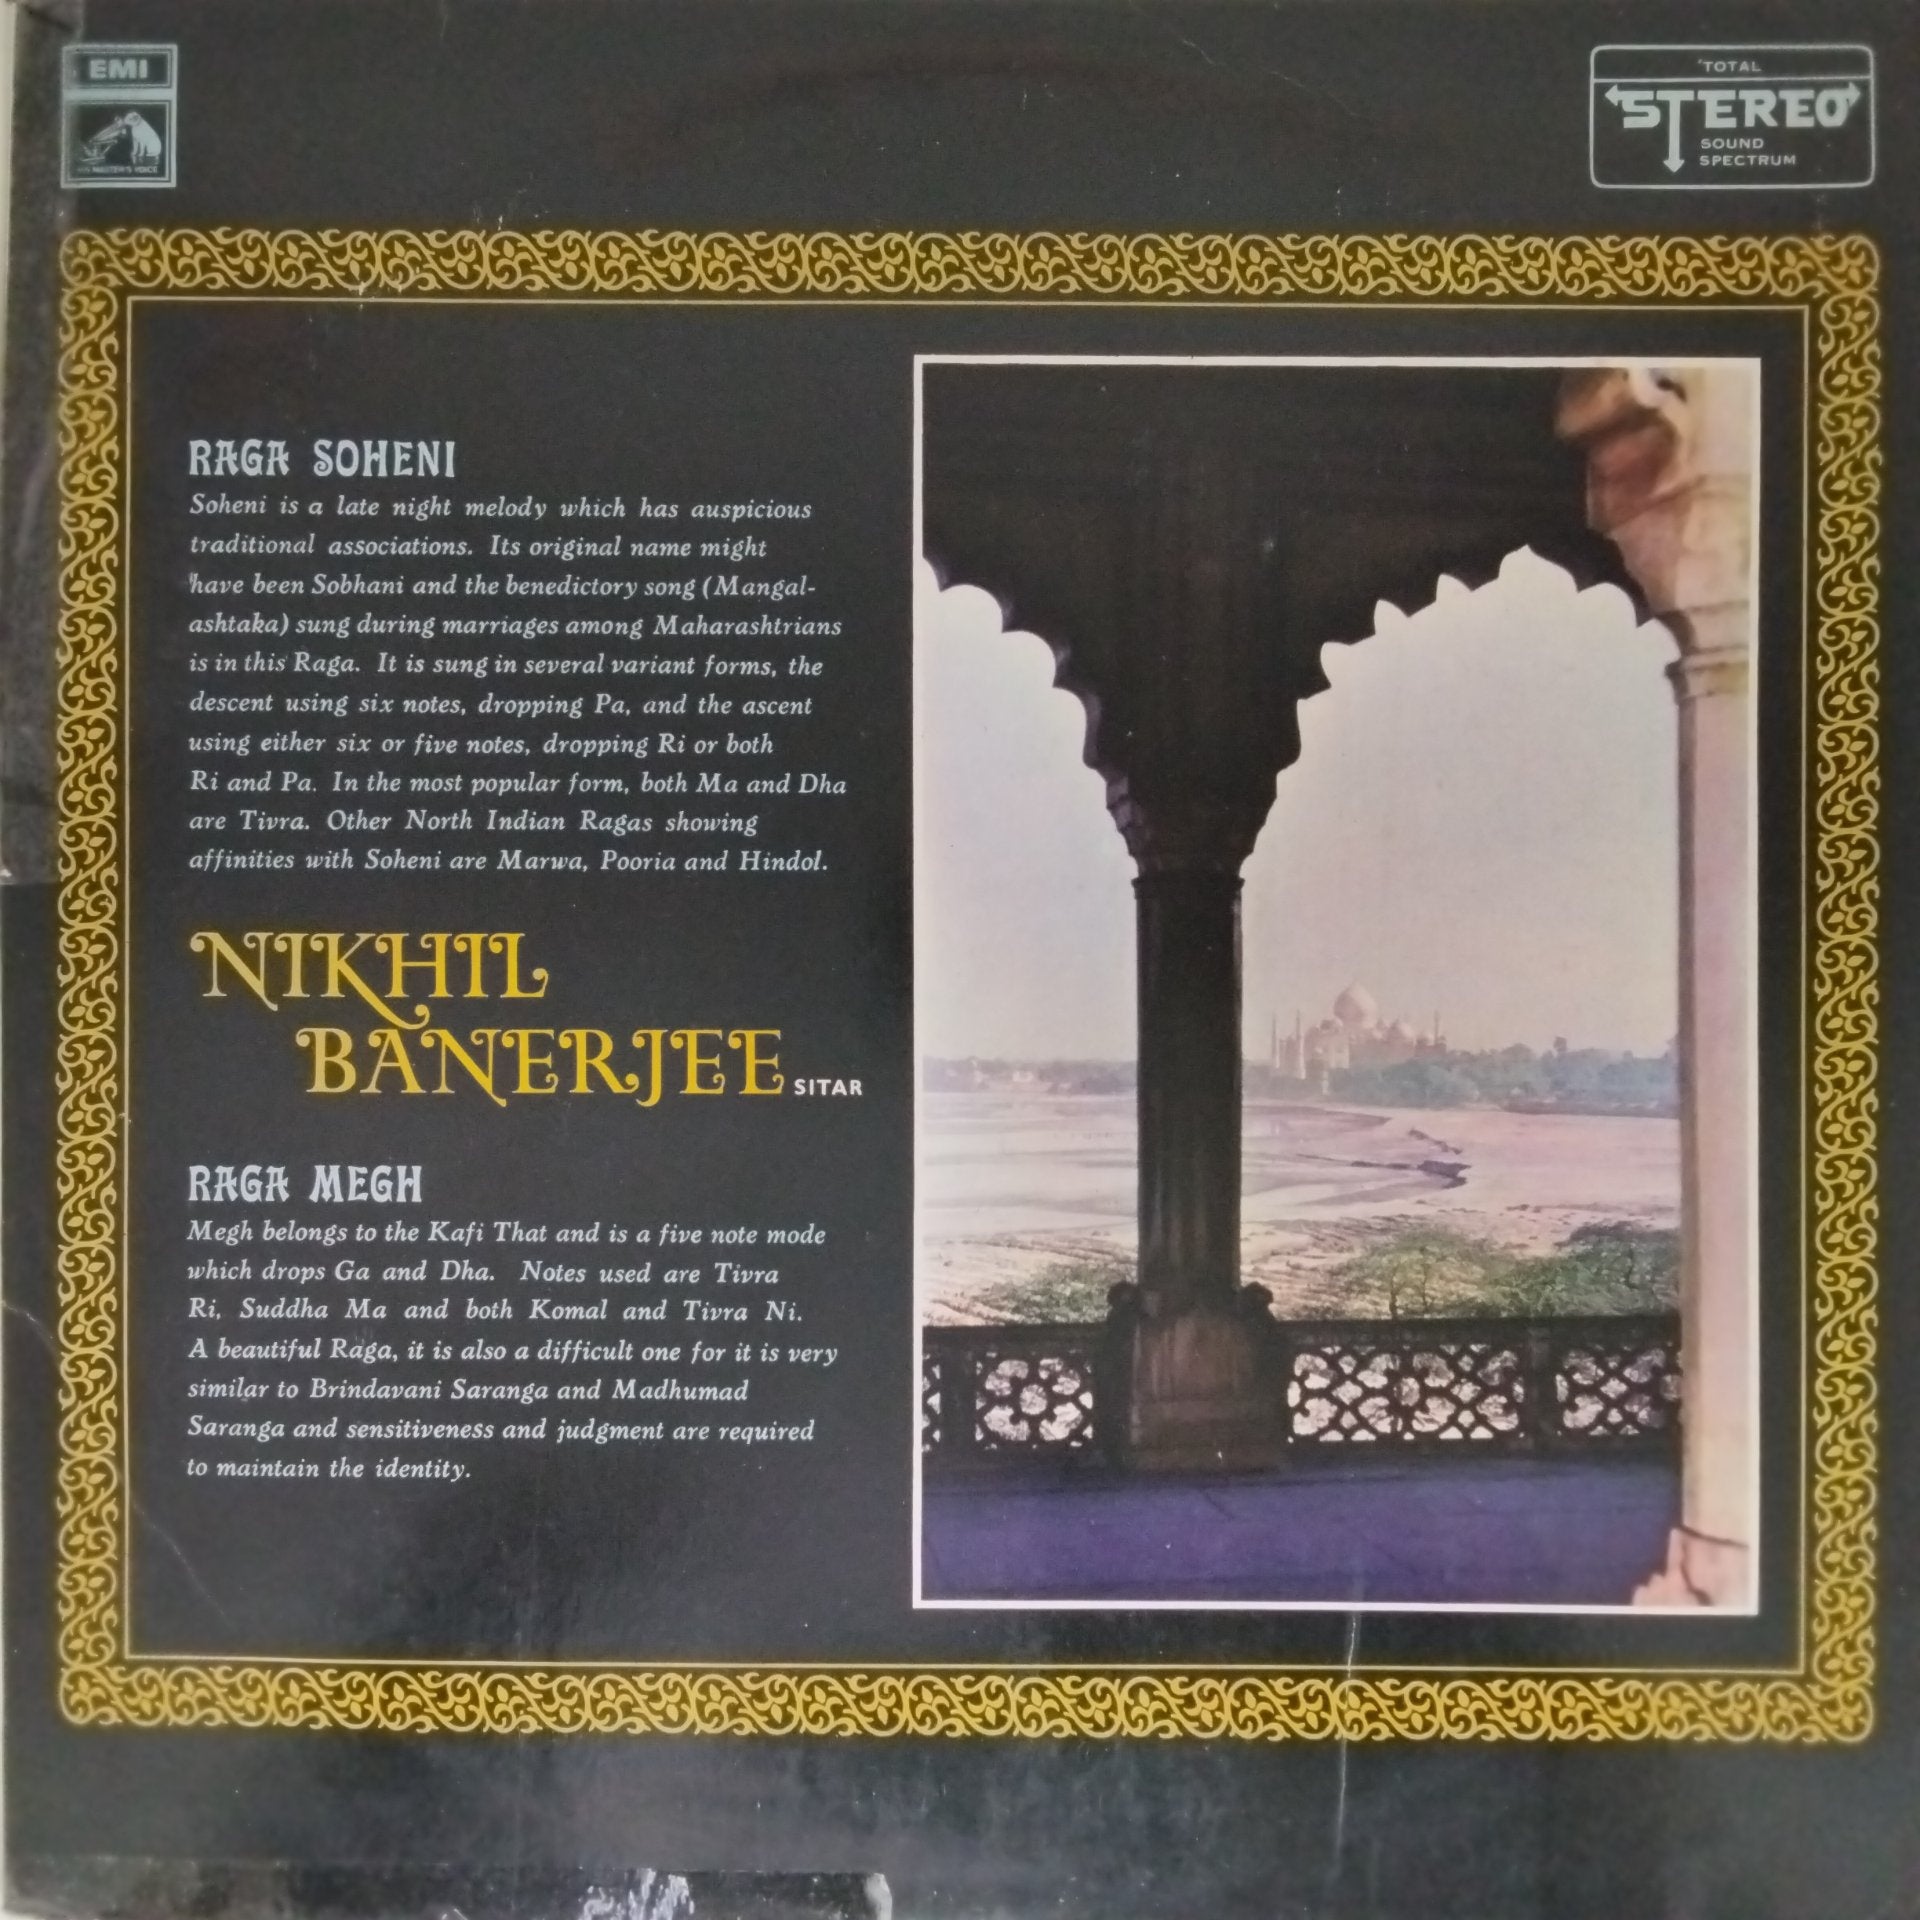 EMI
HIS MASTER'S VOICE
'TOTAL
STEREO
SOUND
SPECTRUM
RAGA SOHENI
Soheni is a late night melody which has auspicious
traditional associations. Its original name might
have been Sobhani and the benedictory song (Mangal-
ashtaka) sung during marriages among Maharashtrians
is in this Raga. It is sung in several variant forms, the
descent using six notes, dropping Pa, and the ascent
using either six or five notes, dropping Ri or both
Ri and Pa. In the most popular form, both Ma and Dha
are Tivra. Other North Indian Ragas showing
affinities with Soheni are Marwa, Pooria and Hindol.
NIKHIL
BANERJEE SITAR
RAGA MEGH
Megh belongs to the Kafi That and is a five note mode
which drops Ga and Dha. Notes used are Tivra
Ri, Suddha Ma and both Komal and Tivra Ni.
A beautiful Raga, it is also a difficult one for it is very
similar to Brindavani Saranga and Madhumad
Saranga and sensitiveness and judgment are required
to maintain the identity.